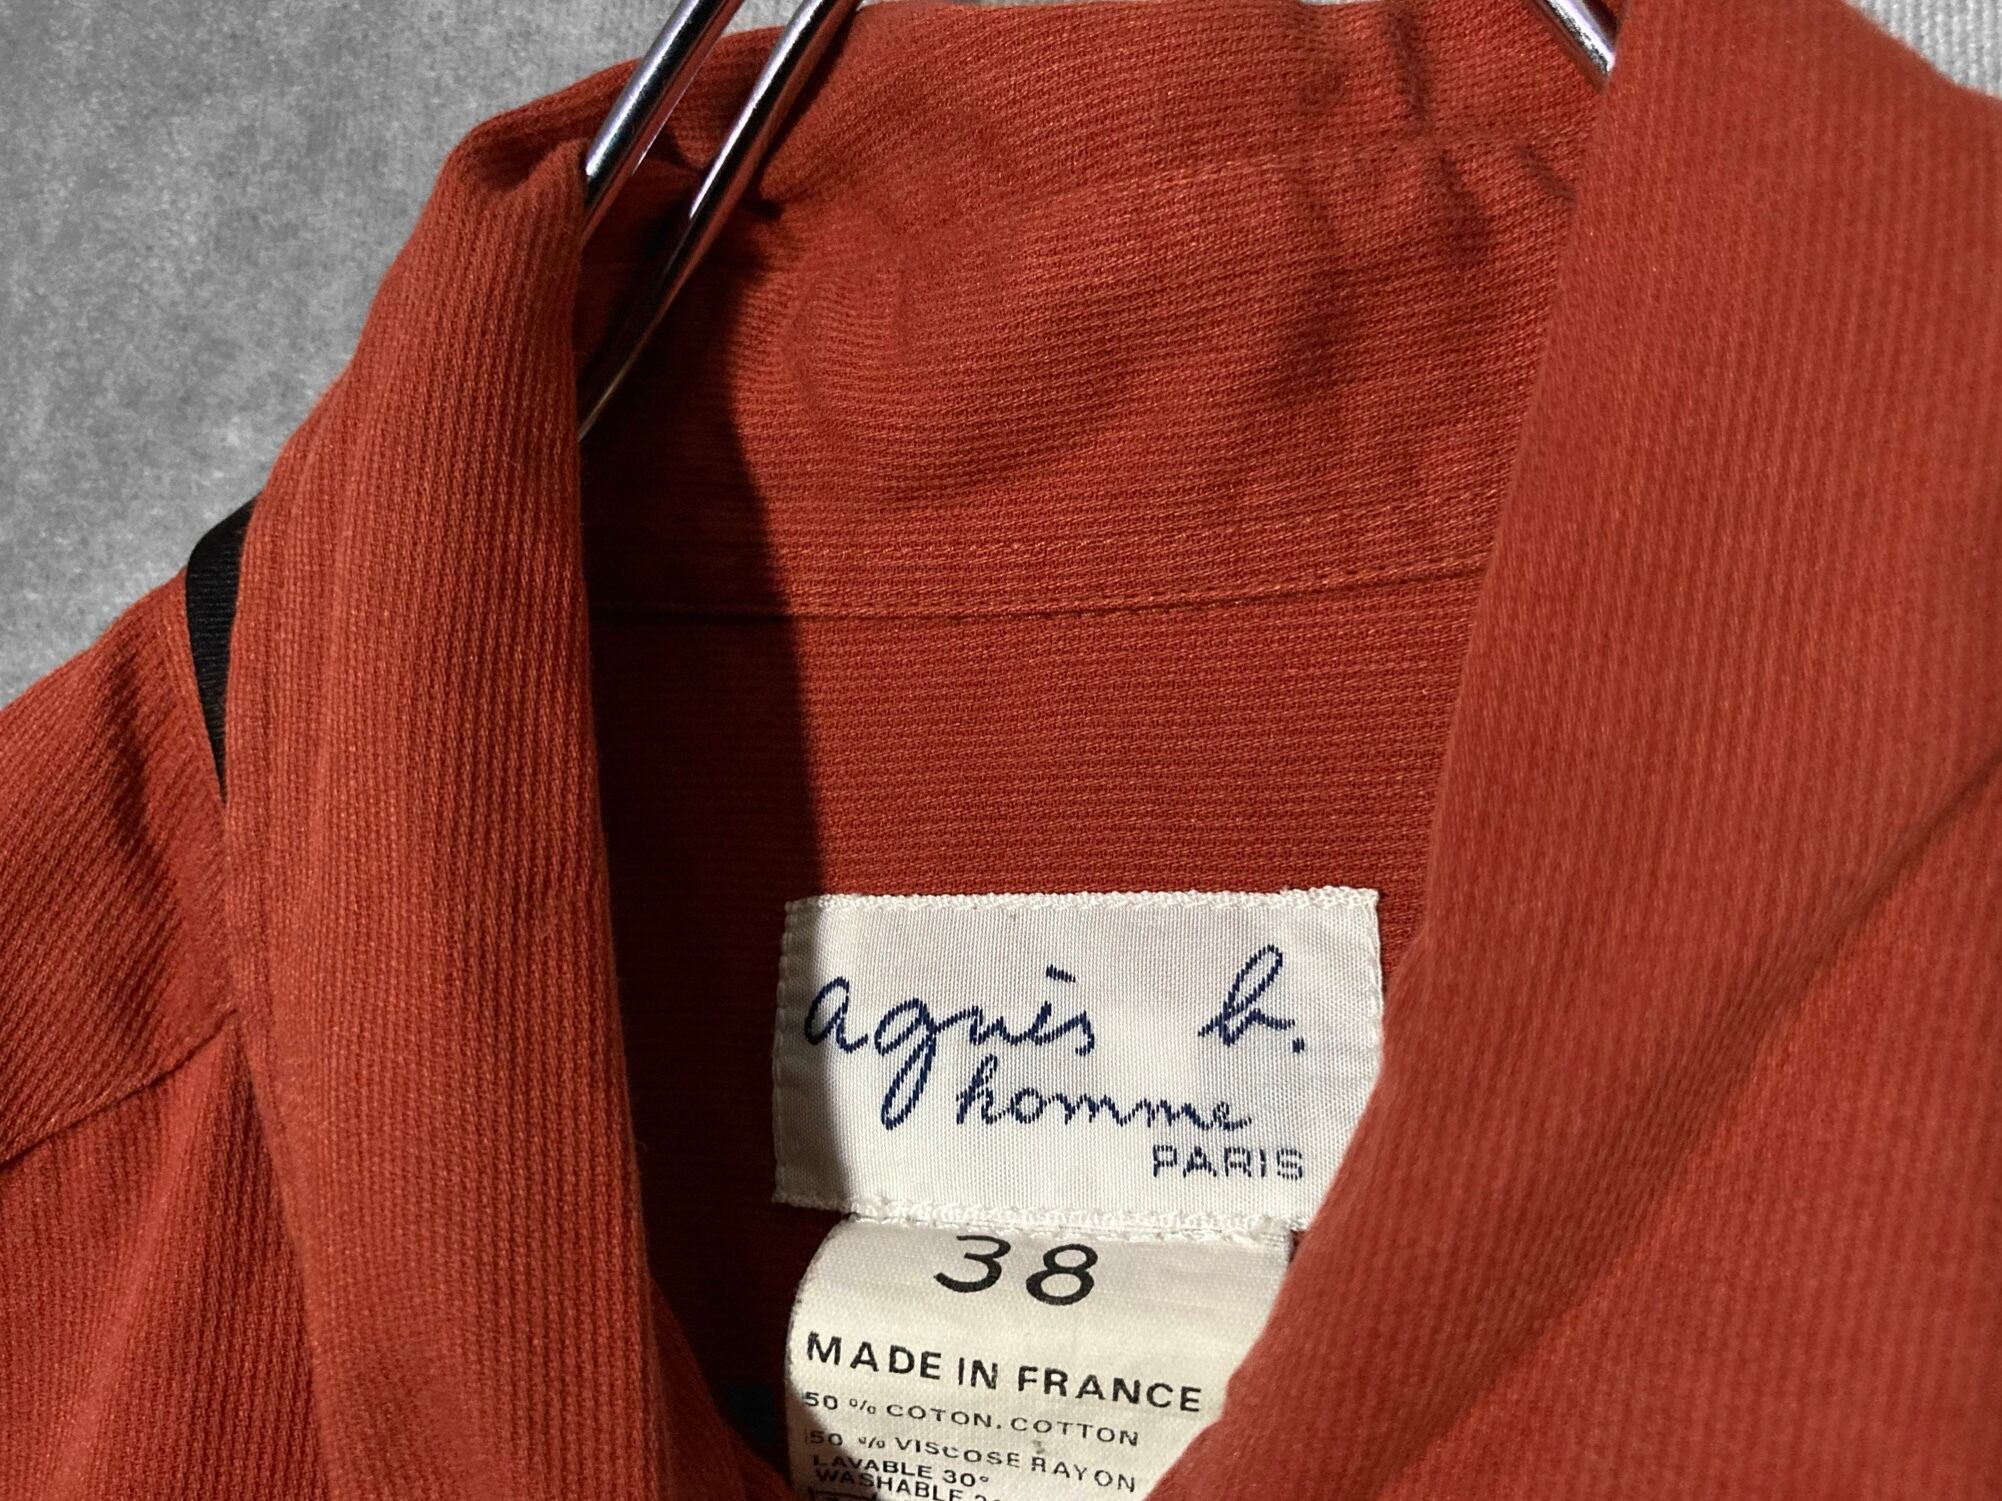 agnès b.
homme
PARIS
38
MADE IN FRANCE
50 % COTON. COTTON
50 % VISCOSE RAYON
LAVABLE 30°
WASHABLE